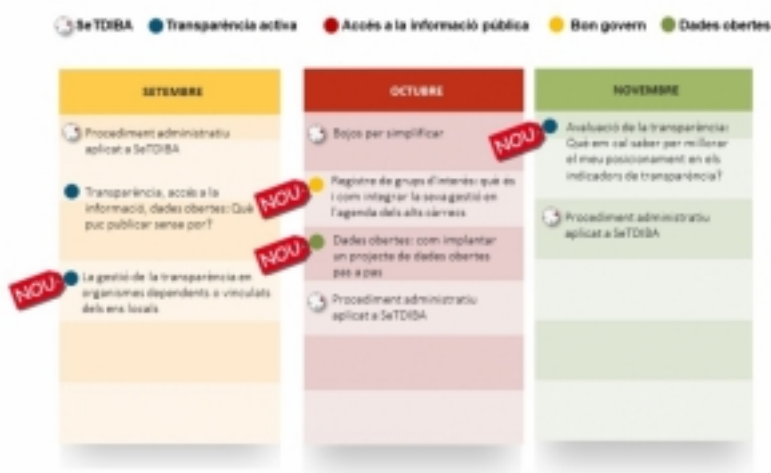 SeTDIBA Transparència activa Accés a la informació pública Bon govern Dades obertes
SETEMBRE
Procediment administratiu
aplicat a SeTDIBA
Transparència, accés a la
informació, dades obertes: Què
puc publicar sense por?
NOU
La gestió de la transparència en
organismes dependents o vinculats
dels ens locals
OCTUBRE
Bojos per simplificar
NOU
Registre de grups d'interès: què és
i com integrar la seva gestió en
l'agenda dels alts càrrecs
NOU
Dades obertes: com implantar
un projecte de dades obertes
pas a pas
Procediment administratiu
aplicat a SeTDIBA
NOVEMBRE
NOU
Avaluació de la transparència:
Què em cal saber per millorar
el meu posicionament en els
indicadors de transparència?
Procediment administratiu
aplicat a SeTDIBA